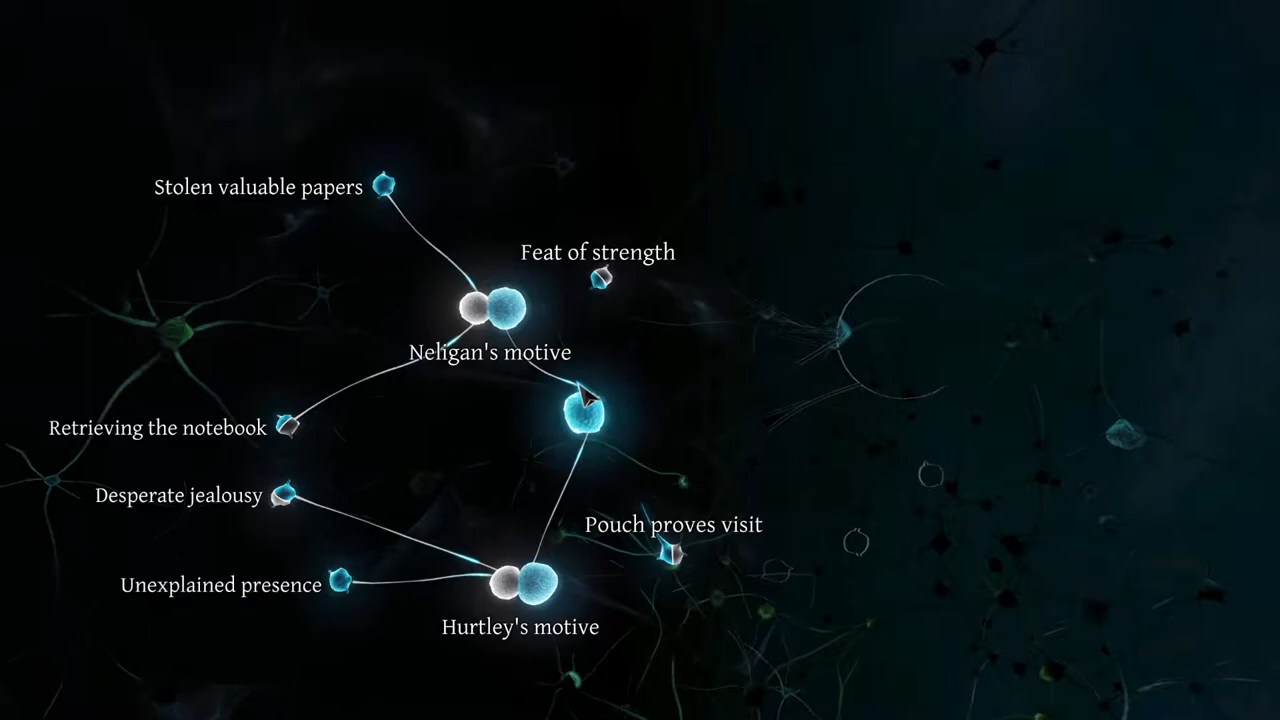 Stolen valuable papers
Feat of strength
Neligan's motive
Retrieving the notebook
Desperate jealousy
Pouch proves visit
Unexplained presence
Hurtley's motive